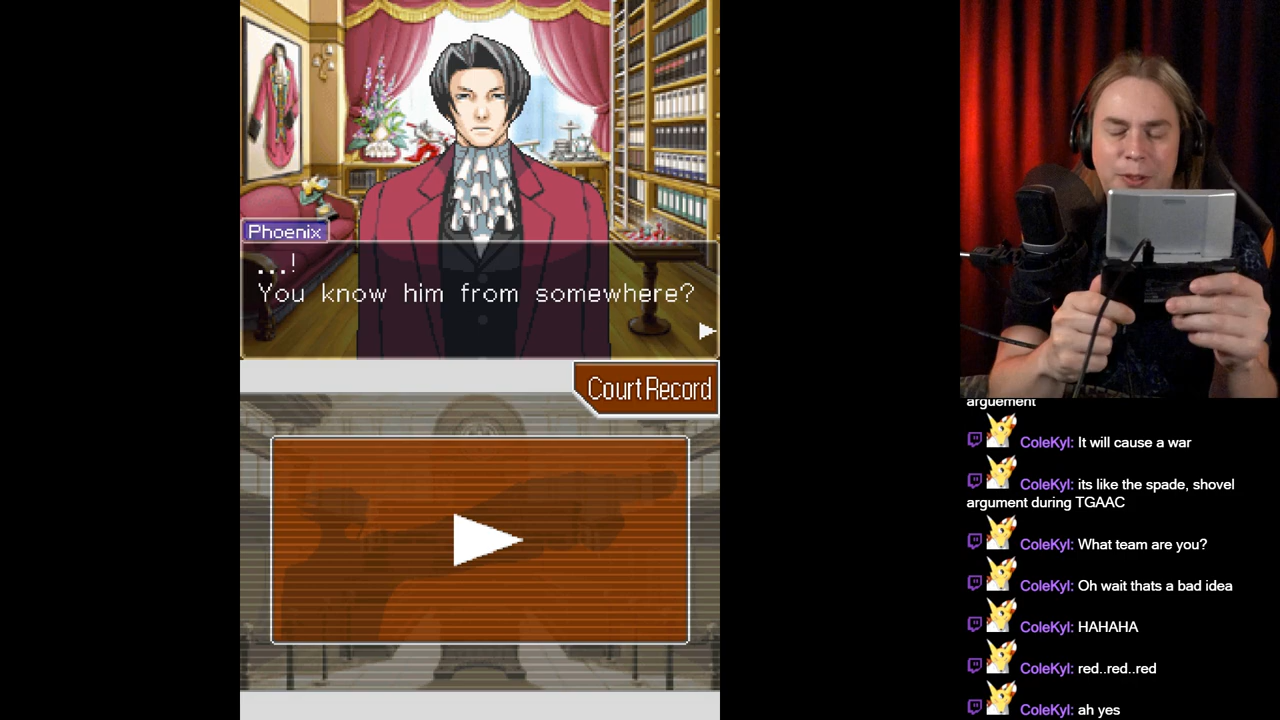 Phoenix
...!
You know him from somewhere?
Court Record
arguement
ColeKyl: It will cause a war
ColeKyl: its like the spade, shovel
argument during TGAAC
ColeKyl: What team are you?
ColeKyl: Oh wait thats a bad idea
ColeKyl: HAHAHA
ColeKyl: red..red..red
ColeKyl: ah yes